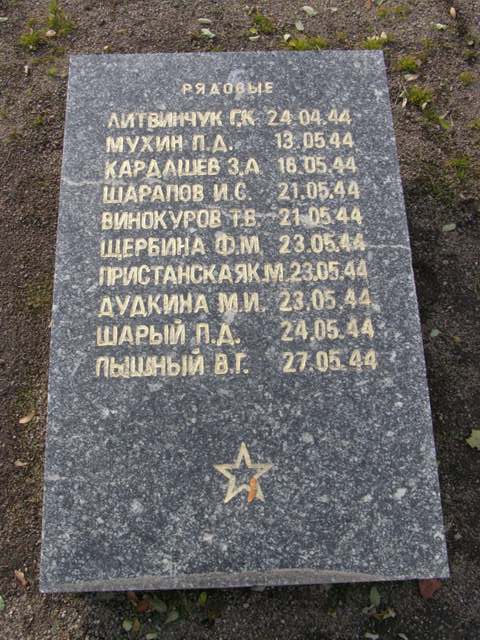 РЯДОВЫЕ
ЛИТВИНЧУК Г.К 24.04.44
МУХИН П.Д. 13.05.44
КАРДАШЕВ З.А 18.05.44
ШАРАПОВ И.С. 21.05.44
ВИНОКУРОВ Т.В. 21.05.44
ЩЕРБИНА Ф.М 23.05.44
ПРИСТАНСКАЯ К.М. 23.05.44
ДУДКИНА М.И. 23.05.44
ШАРЫЙ П.Д. 24.05.44
ПЫШНЫЙ В.Г. 27.05.44